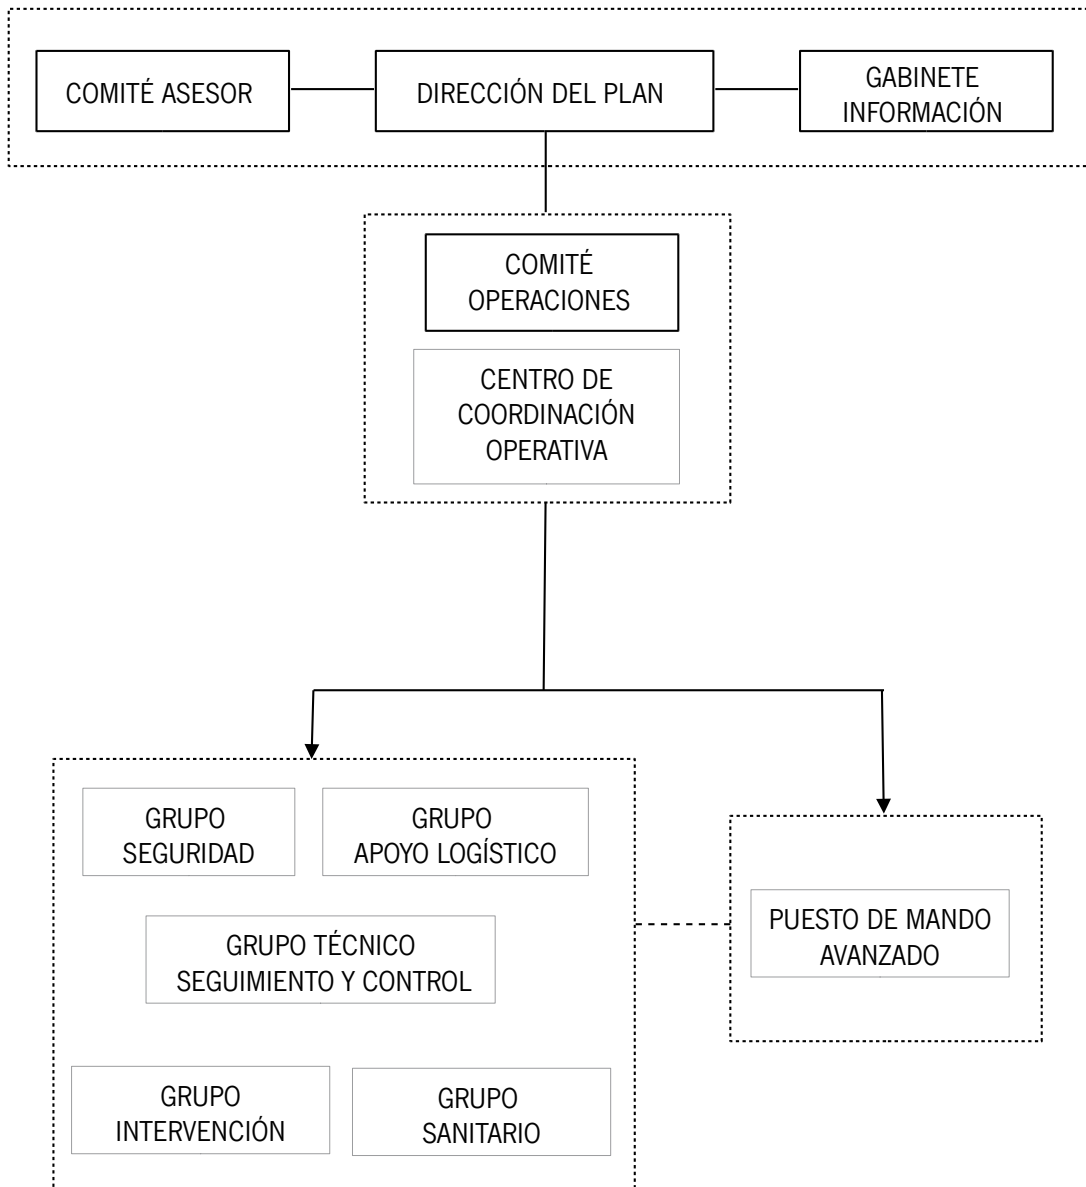 COMITÉ ASESOR
DIRECCIÓN DEL PLAN
GABINETE
INFORMACIÓN
COMITÉ
OPERACIONES
CENTRO DE
COORDINACIÓN
OPERATIVA
GRUPO
SEGURIDAD
GRUPO
APOYO LOGÍSTICO
GRUPO TÉCNICO
SEGUIMIENTO Y CONTROL
GRUPO
INTERVENCIÓN
GRUPO
SANITARIO
PUESTO DE MANDO
AVANZADO